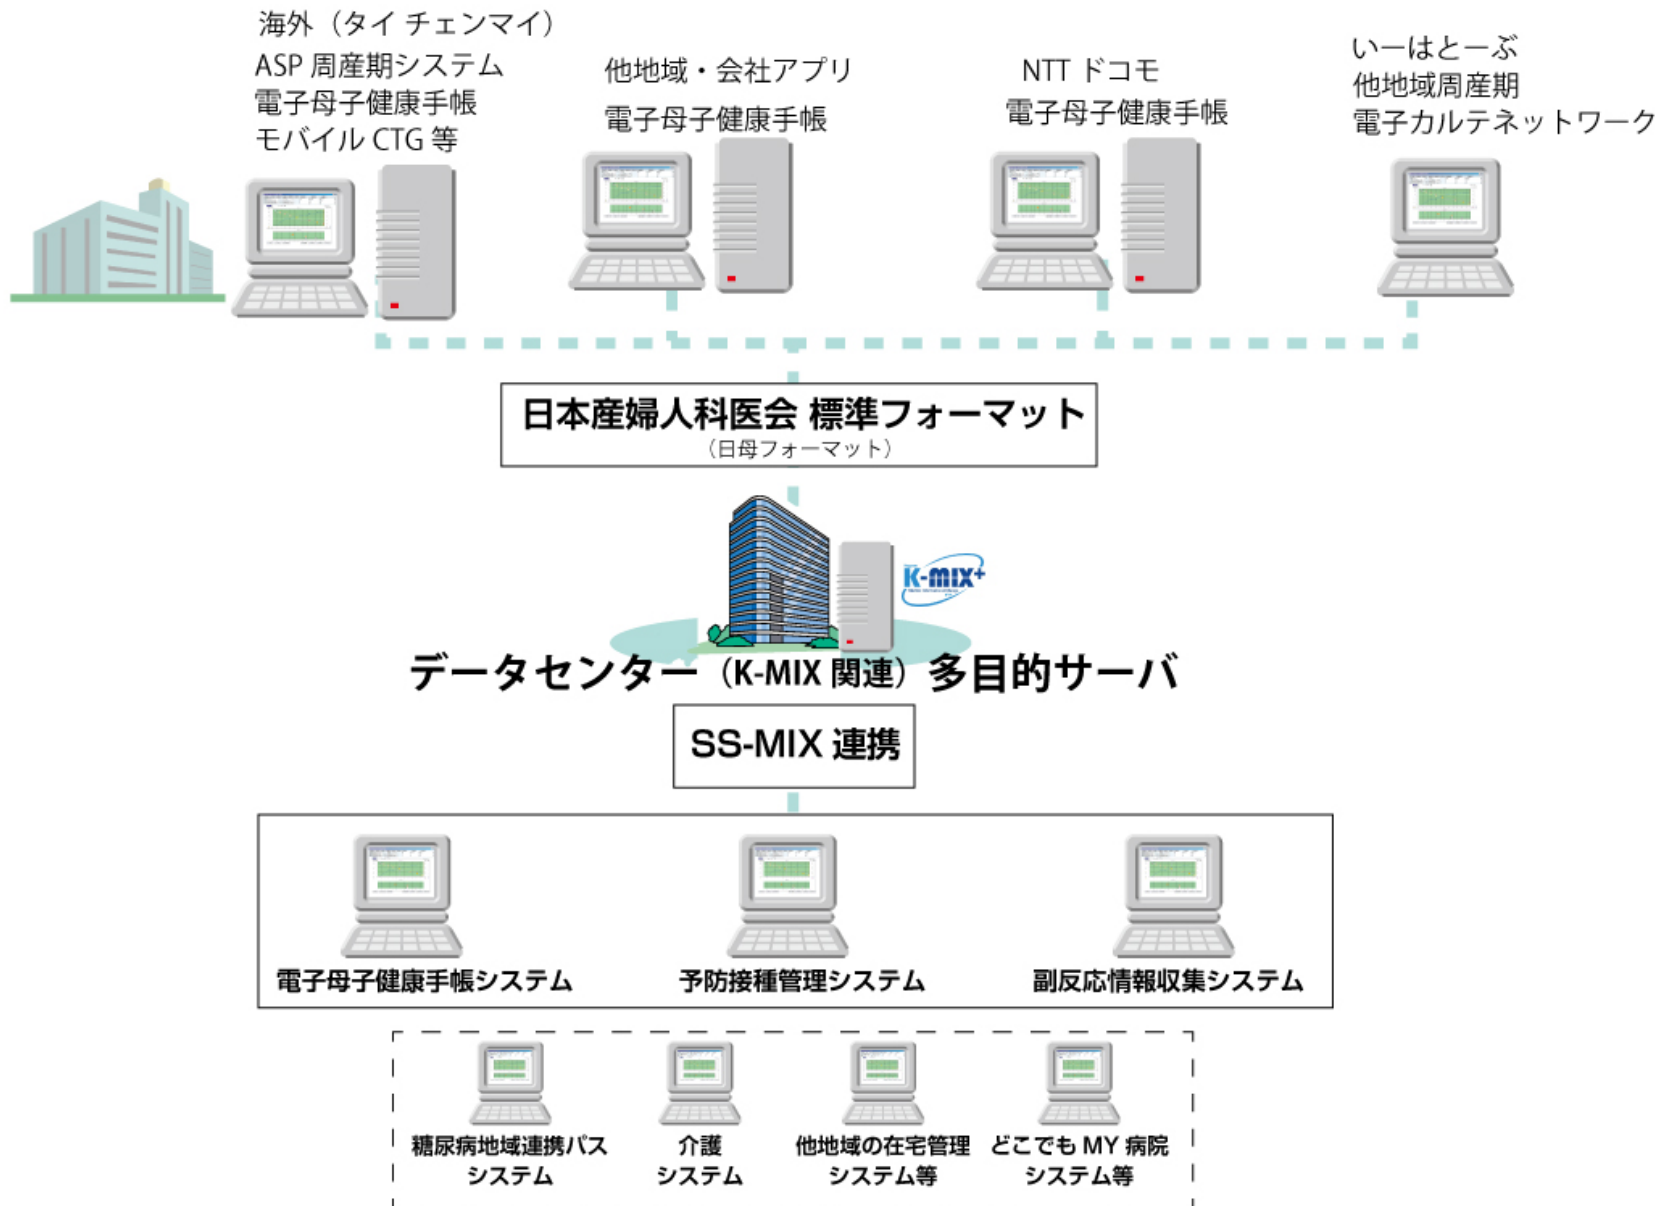 海外（タイ チェンマイ）
ASP 周産期システム
電子母子健康手帳
モバイル CTG 等
他地域・会社アプリ
電子母子健康手帳
NTT ドコモ
電子母子健康手帳
いーはとーぶ
他地域周産期
電子カルテネットワーク
日本産婦人科医会 標準フォーマット
（日母フォーマット）
K-MIX+
データセンター（K-MIX 関連）多目的サーバ
SS-MIX 連携
電子母子健康手帳システム
予防接種管理システム
副反応情報収集システム
糖尿病地域連携パス
システム
介護
システム
他地域の在宅管理
システム等
どこでも MY 病院
システム等